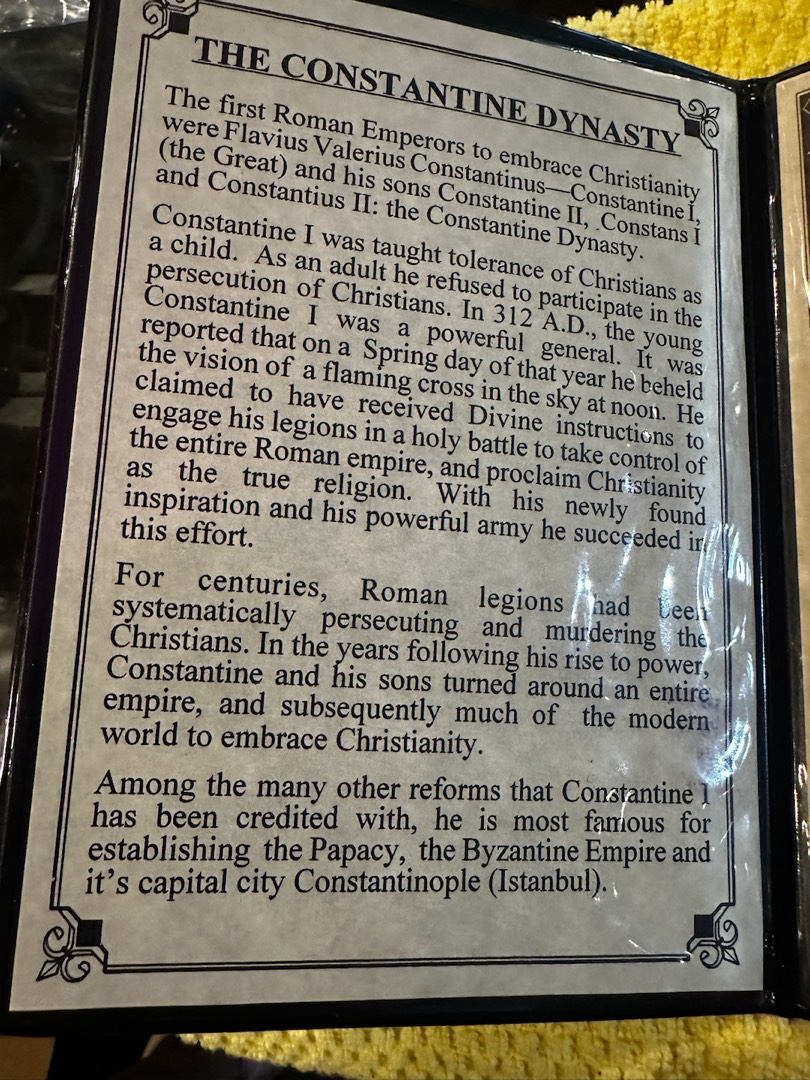 THE CONSTANTINE DYNASTY
The first Roman Emperors to embrace Christianity
were Flavius Valerius Constantinus—Constantine I,
(the Great) and his sons Constantine II, Constans I
and Constantius II: the Constantine Dynasty.
Constantine I was taught tolerance of Christians as
a child. As an adult he refused to participate in the
persecution of Christians. In 312 A.D., the young
Constantine I was a powerful general. It was
reported that on a Spring day of that year he beheld
the vision of a flaming cross in the sky at noon. He
claimed to have received Divine instructions to
engage his legions in a holy battle to take control of
the entire Roman empire, and proclaim Christianity
as the true religion. With his newly found
inspiration and his powerful army he succeeded in
this effort.
For centuries, Roman legions had been
systematically persecuting and murdering the
Christians. In the years following his rise to power,
Constantine and his sons turned around an entire
empire, and subsequently much of the modern
world to embrace Christianity.
Among the many other reforms that Constantine I
has been credited with, he is most famous for
establishing the Papacy, the Byzantine Empire and
it's capital city Constantinople (Istanbul).